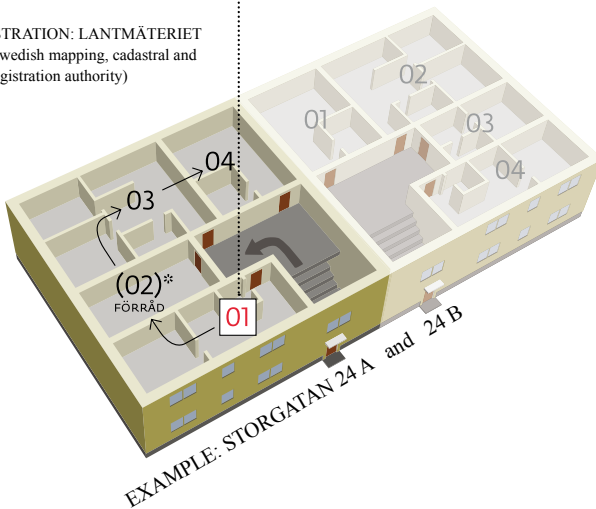 STRATION: LANTMÄTERIET
wedish mapping, cadastral and
gistration authority)
01
02
03
04
04
03
(02)*
FÖRRÅD
01
EXAMPLE: STORGATAN 24 A and 24 B